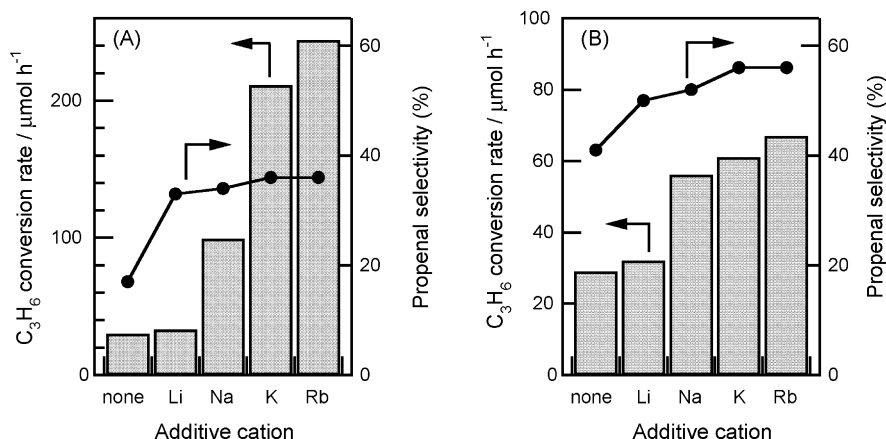 (A)
C₃H₆ conversion rate / μmol h⁻¹
200
100
0
60
40
20
0
Propenal selectivity (%)
none Li Na K Rb
Additive cation
(B)
C₃H₆ conversion rate / μmol h⁻¹
100
80
60
40
20
0
60
40
20
0
Propenal selectivity (%)
none Li Na K Rb
Additive cation